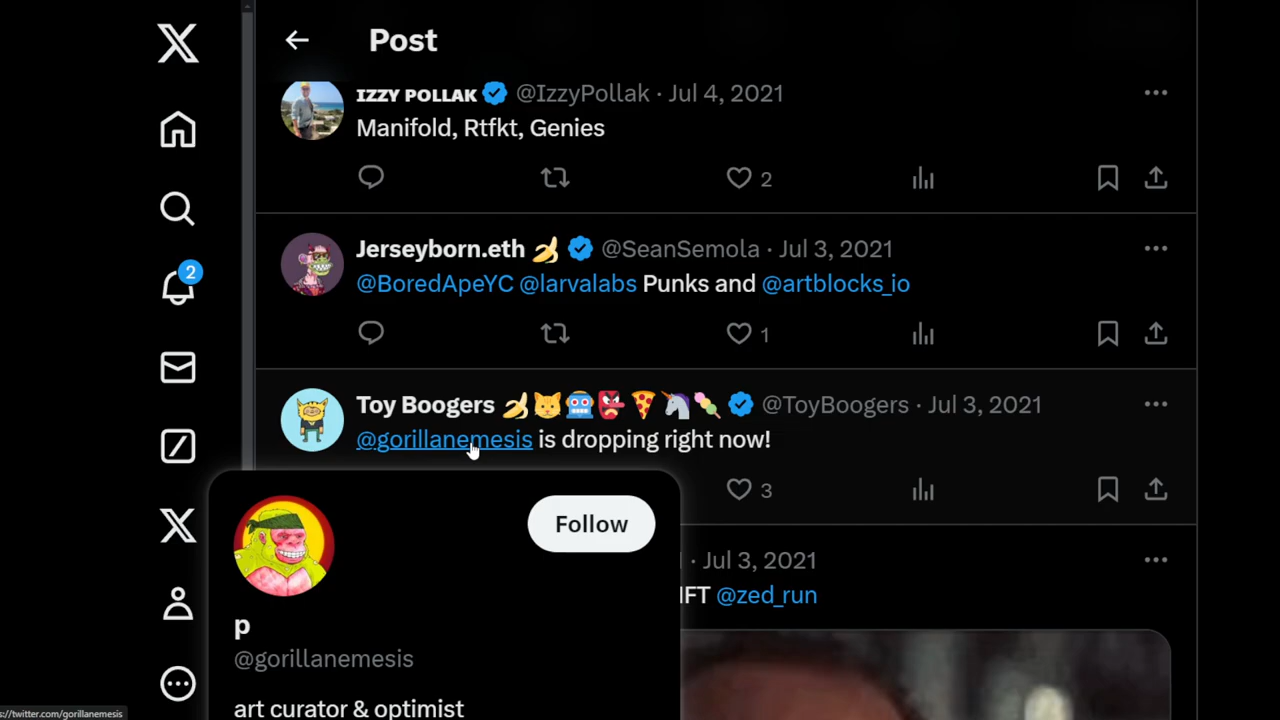 Post
IZZY POLLAK @IzzyPollak · Jul 4, 2021
Manifold, Rtfkt, Genies
2
Jerseyborn.eth 🍌 @SeanSemola · Jul 3, 2021
@BoredApeYC @larvalabs Punks and @artblocks_io
2
1
Toy Boogers 🍌🐱🤖👺🍕🦄🍡 @ToyBoogers · Jul 3, 2021
@gorillanemesis is dropping right now!
3
Follow
· Jul 3, 2021
@zed_run
p
@gorillanemesis
art curator & optimist
s://twitter.com/gorillanemesis